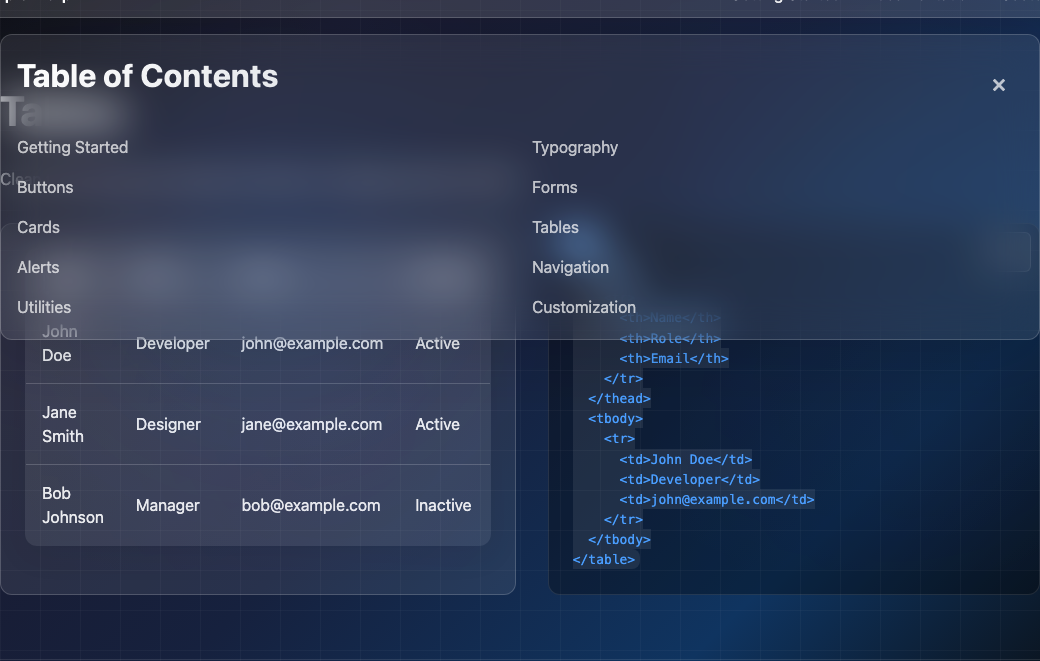 Table of Contents
×
Getting Started
Typography
Buttons
Forms
Cards
Tables
Alerts
Navigation
Utilities
Customization
John
Doe
Developer
john@example.com
Active
Jane
Smith
Designer
jane@example.com
Active
Bob
Johnson
Manager
bob@example.com
Inactive
<th>Name</th>
<th>Role</th>
<th>Email</th>
</tr>
</thead>
<tbody>
<tr>
<td>John Doe</td>
<td>Developer</td>
<td>john@example.com</td>
</tr>
</tbody>
</table>